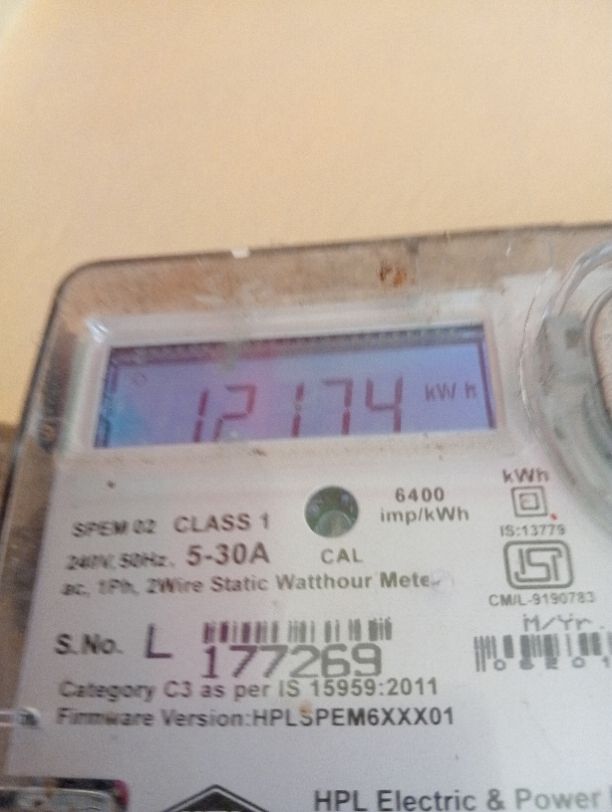 12174 kWh
6400
imp/kWh
kWh
SPEM 02 CLASS 1
IS:13779
240V, 50Hz, 5-30A
CAL
ac, 1Ph, 2Wire Static Watthour Meter
CM/L-9190783
M/Yr.
S.No. L 177269
Category C3 as per IS 15959:2011
Firmware Version:HPLSPEM6XXX01
HPL Electric & Power